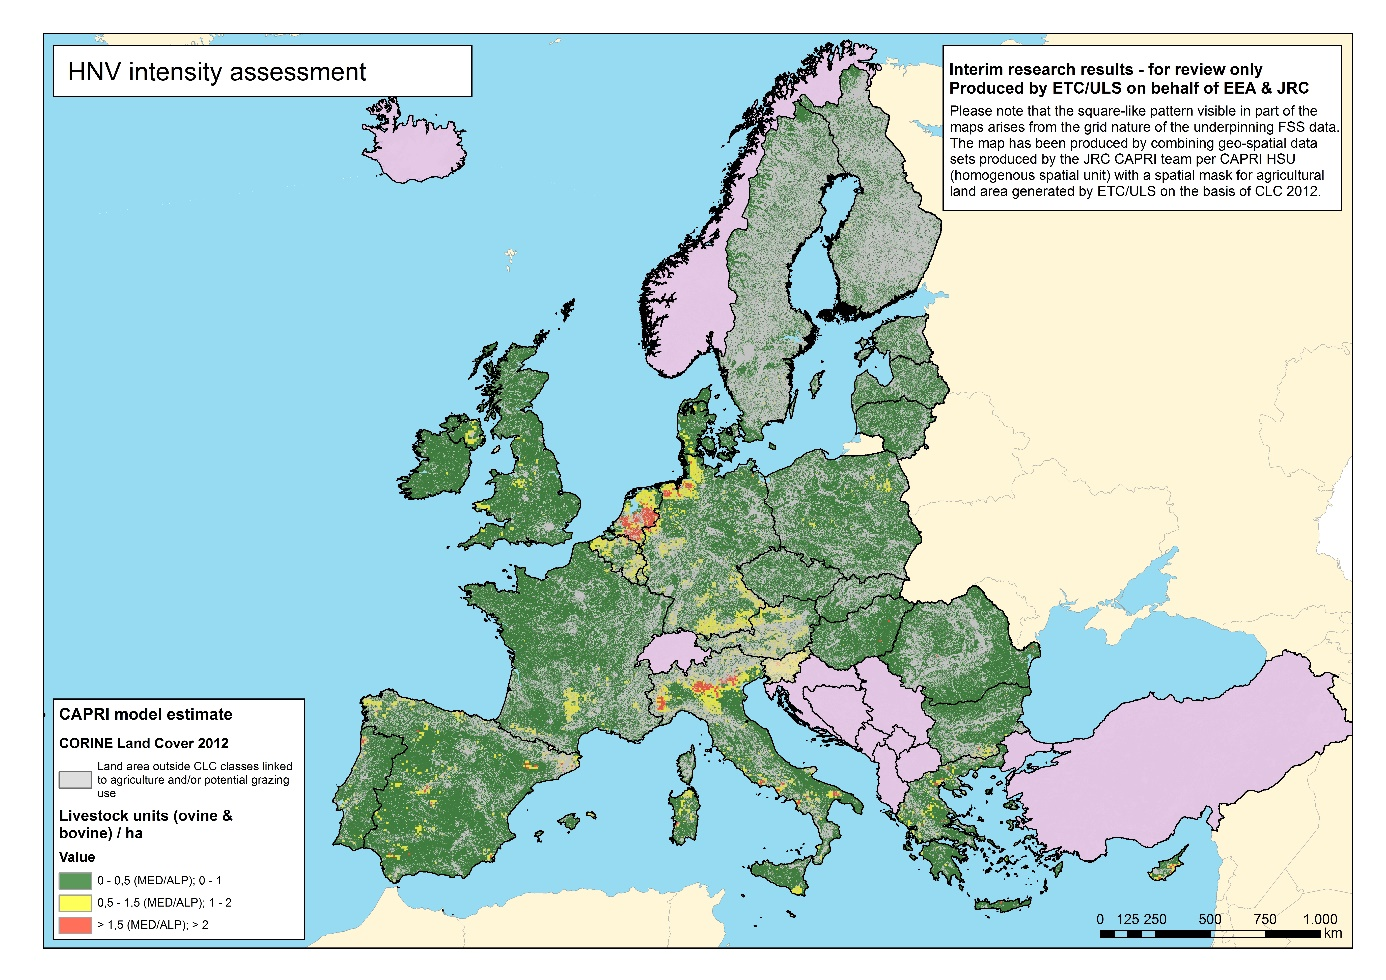 HNV intensity assessment
Interim research results - for review only
Produced by ETC/ULS on behalf of EEA & JRC
Please note that the square-like pattern visible in part of the
maps arises from the grid nature of the underpinning FSS data.
The map has been produced by combining geo-spatial data
sets produced by the JRC CAPRI team per CAPRI HSU
(homogenous spatial unit) with a spatial mask for agricultural
land area generated by ETC/ULS on the basis of CLC 2012.
CAPRI model estimate
CORINE Land Cover 2012
Land area outside CLC classes linked
to agriculture and/or potential grazing
use
Livestock units (ovine &
bovine) / ha
Value
0 - 0,5 (MED/ALP); 0 - 1
0,5 - 1.5 (MED/ALP); 1 - 2
> 1,5 (MED/ALP); > 2
0 125 250 500 750 1.000
km